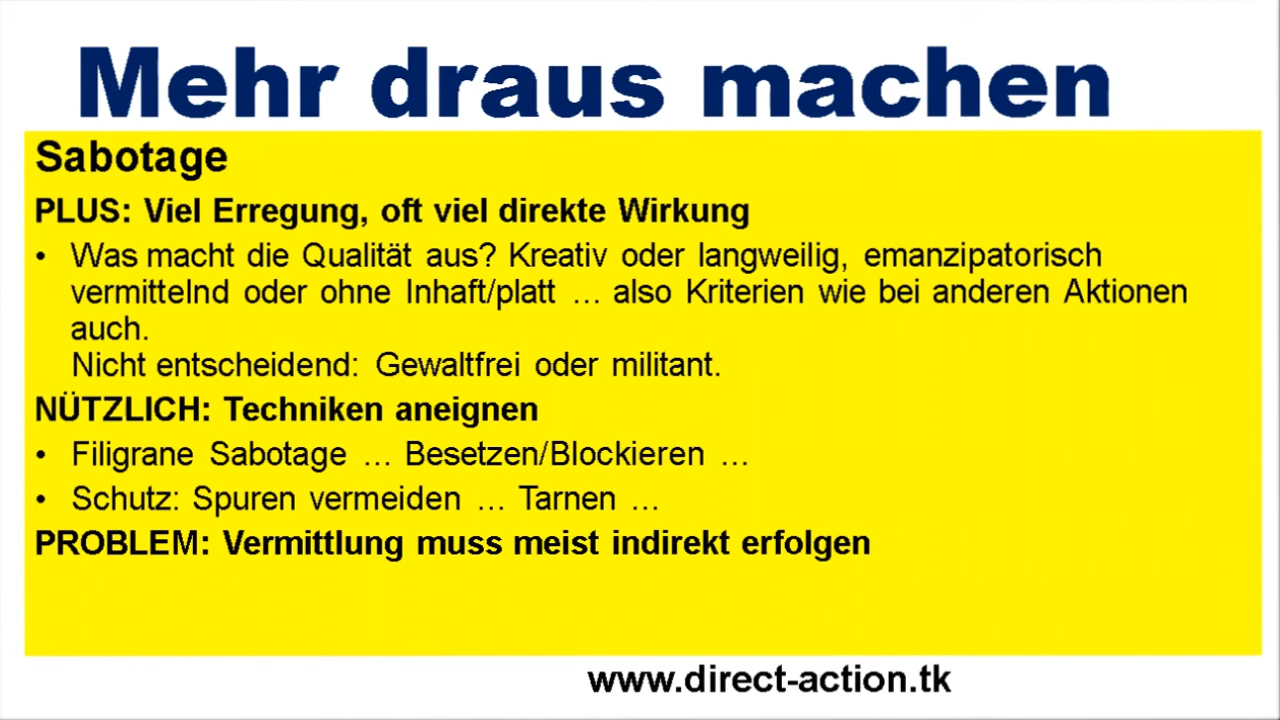 Mehr draus machen
Sabotage
PLUS: Viel Erregung, oft viel direkte Wirkung
• Was macht die Qualität aus? Kreativ oder langweilig, emanzipatorisch
vermittelnd oder ohne Inhaft/platt … also Kriterien wie bei anderen Aktionen
auch.
Nicht entscheidend: Gewaltfrei oder militant.
NÜTZLICH: Techniken aneignen
• Filigrane Sabotage … Besetzen/Blockieren …
• Schutz: Spuren vermeiden … Tarnen …
PROBLEM: Vermittlung muss meist indirekt erfolgen
www.direct-action.tk